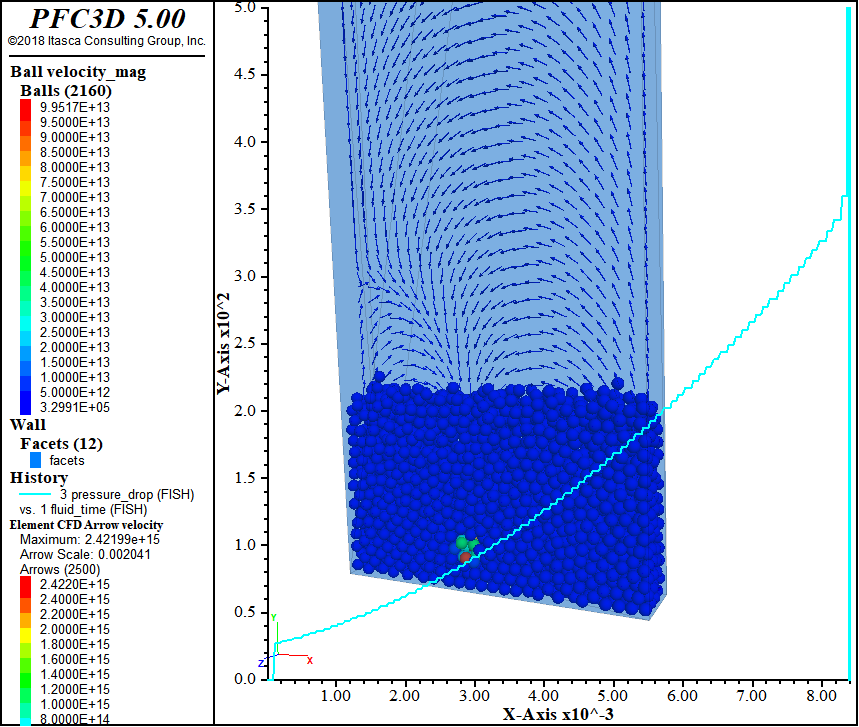 PFC3D 5.00
©2018 Itasca Consulting Group, Inc.
Ball velocity_mag
Balls (2160)
9.9517E+13
9.5000E+13
9.0000E+13
8.5000E+13
8.0000E+13
7.5000E+13
7.0000E+13
6.5000E+13
6.0000E+13
5.5000E+13
5.0000E+13
4.5000E+13
4.0000E+13
3.5000E+13
3.0000E+13
2.5000E+13
2.0000E+13
1.5000E+13
1.0000E+13
5.0000E+12
3.2991E+05
Wall
Facets (12)
facets
History
3 pressure_drop (FISH)
vs. 1 fluid_time (FISH)
Element CFD Arrow velocity
Maximum: 2.42199e+15
Arrow Scale: 0.002041
Arrows (2500)
2.4220E+15
2.4000E+15
2.2000E+15
2.0000E+15
1.8000E+15
1.6000E+15
1.4000E+15
1.2000E+15
1.0000E+15
8.0000E+14
Y-Axis x10^2
5.0
4.5
4.0
3.5
3.0
2.5
2.0
1.5
1.0
0.5
0.0
Y
Z
X
1.00 2.00 3.00 4.00 5.00 6.00 7.00 8.00
X-Axis x10^-3